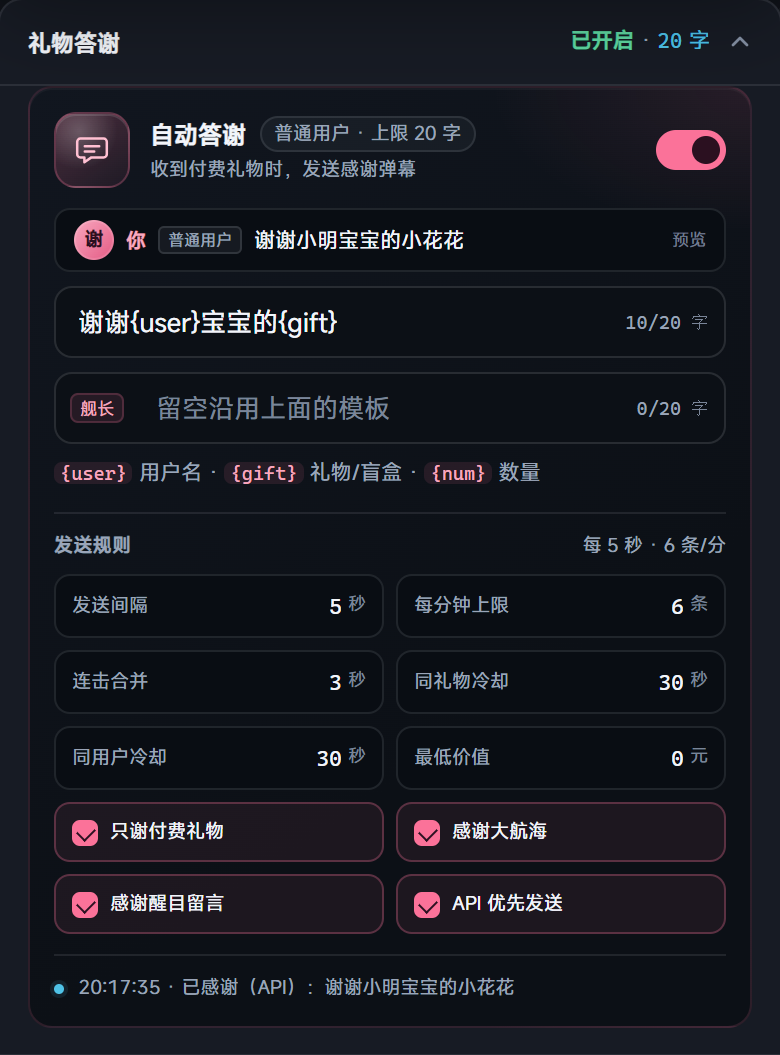 礼物答谢 已开启 · 20 字
自动答谢 普通用户 · 上限 20 字
收到付费礼物时，发送感谢弹幕
谢 你 普通用户 谢谢小明宝宝的小花花 预览
谢谢{user}宝宝的{gift} 10/20 字
舰长 留空沿用上面的模板 0/20 字
{user} 用户名 · {gift} 礼物/盲盒 · {num} 数量
发送规则 每 5 秒 · 6 条/分
发送间隔 5 秒 每分钟上限 6 条
连击合并 3 秒 同礼物冷却 30 秒
同用户冷却 30 秒 最低价值 0 元
只谢付费礼物 感谢大航海
感谢醒目留言 API 优先发送
20:17:35 · 已感谢（API）：谢谢小明宝宝的小花花